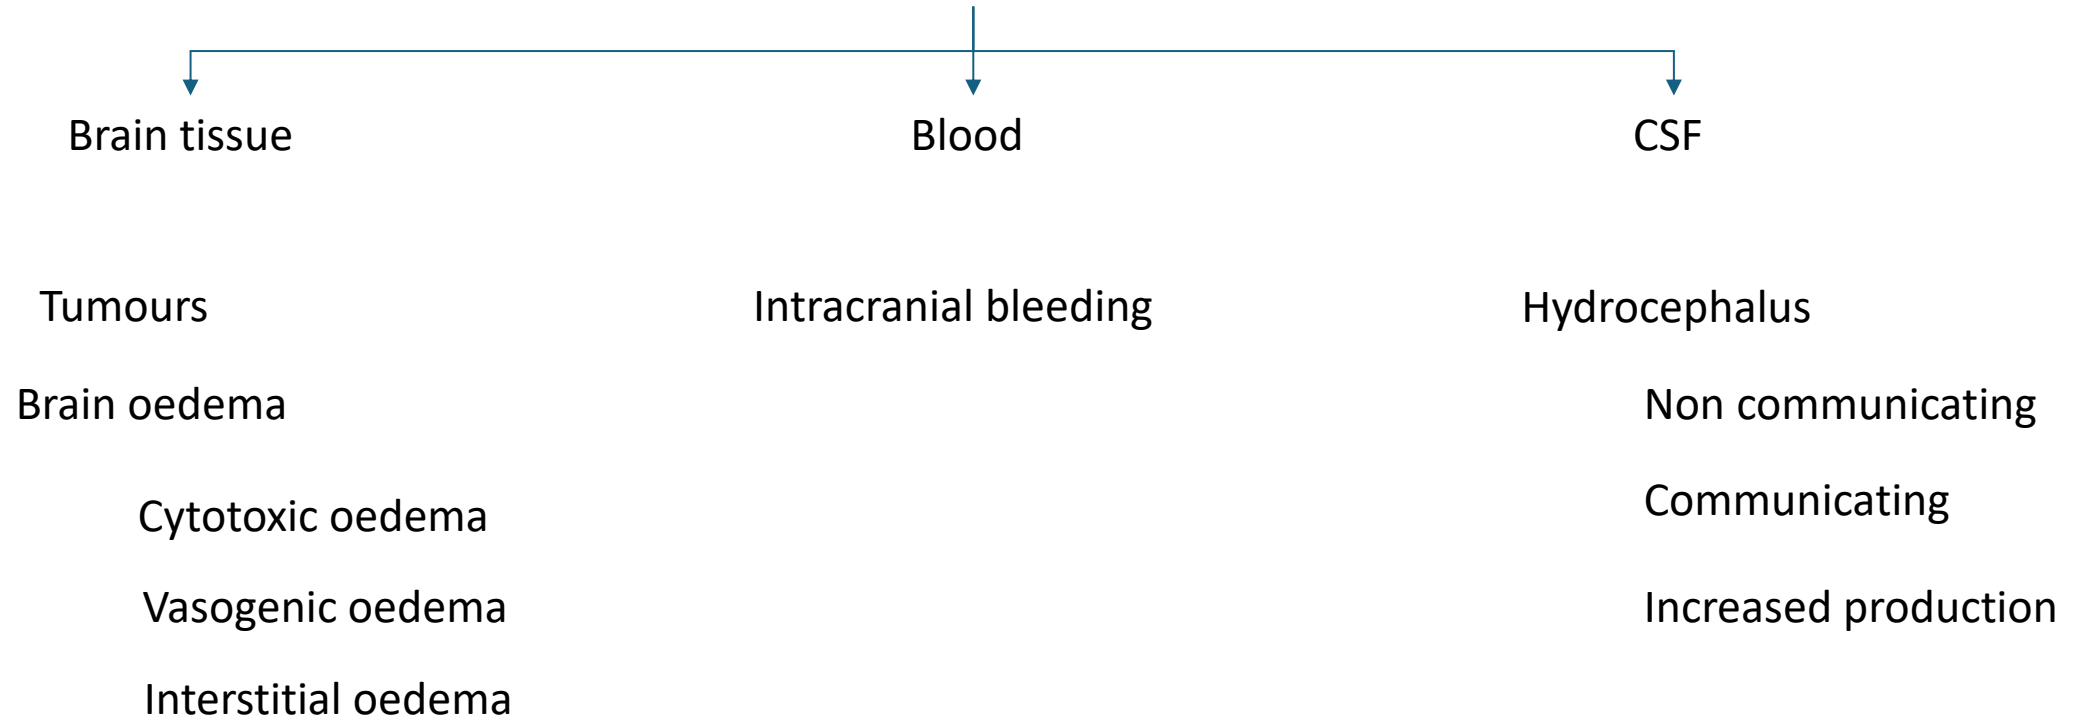 Brain tissue
Blood
CSF
Tumours
Intracranial bleeding
Hydrocephalus
Brain oedema
Non communicating
Cytotoxic oedema
Communicating
Vasogenic oedema
Increased production
Interstitial oedema